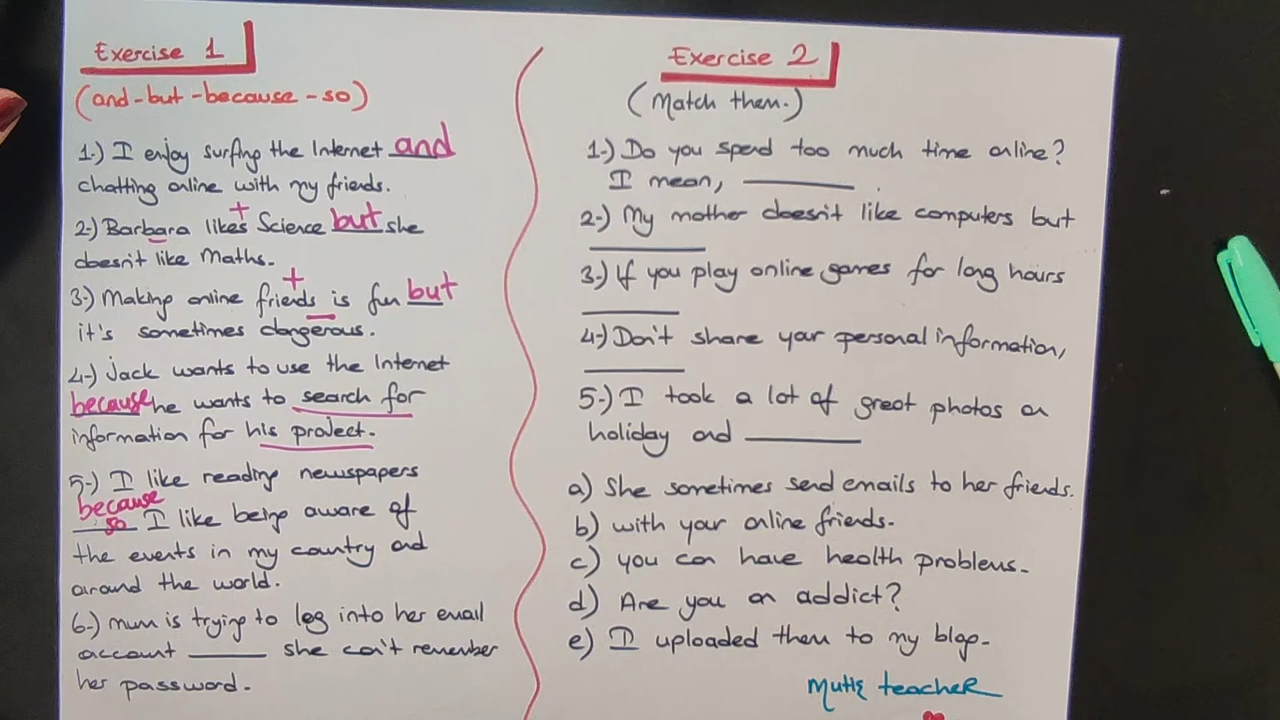 Exercise 1
(and-but-because-so)
1-) I enjoy surfing the Internet and
chatting online with my friends.
+
2-) Barbara likes Science but she
doesn't like Maths.
+
3-) Making online friends is fun but
it's sometimes dangerous.
4-) Jack wants to use the Internet
because he wants to search for
information for his project.
5-) I like reading newspapers
because
so I like being aware of
the events in my country and
around the world.
6-) mum is trying to log into her email
account ______ she can't remember
her password.
Exercise 2
(Match them.)
1-) Do you spend too much time online?
I mean, ______
2-) My mother doesn't like computers but
______
3-) If you play online games for long hours
______
4-) Don't share your personal information,
______
5-) I took a lot of great photos on
holiday and ______
a) She sometimes send emails to her friends.
b) with your online friends.
c) you can have health problems.
d) Are you an addict?
e) I uploaded them to my blog.
teacher